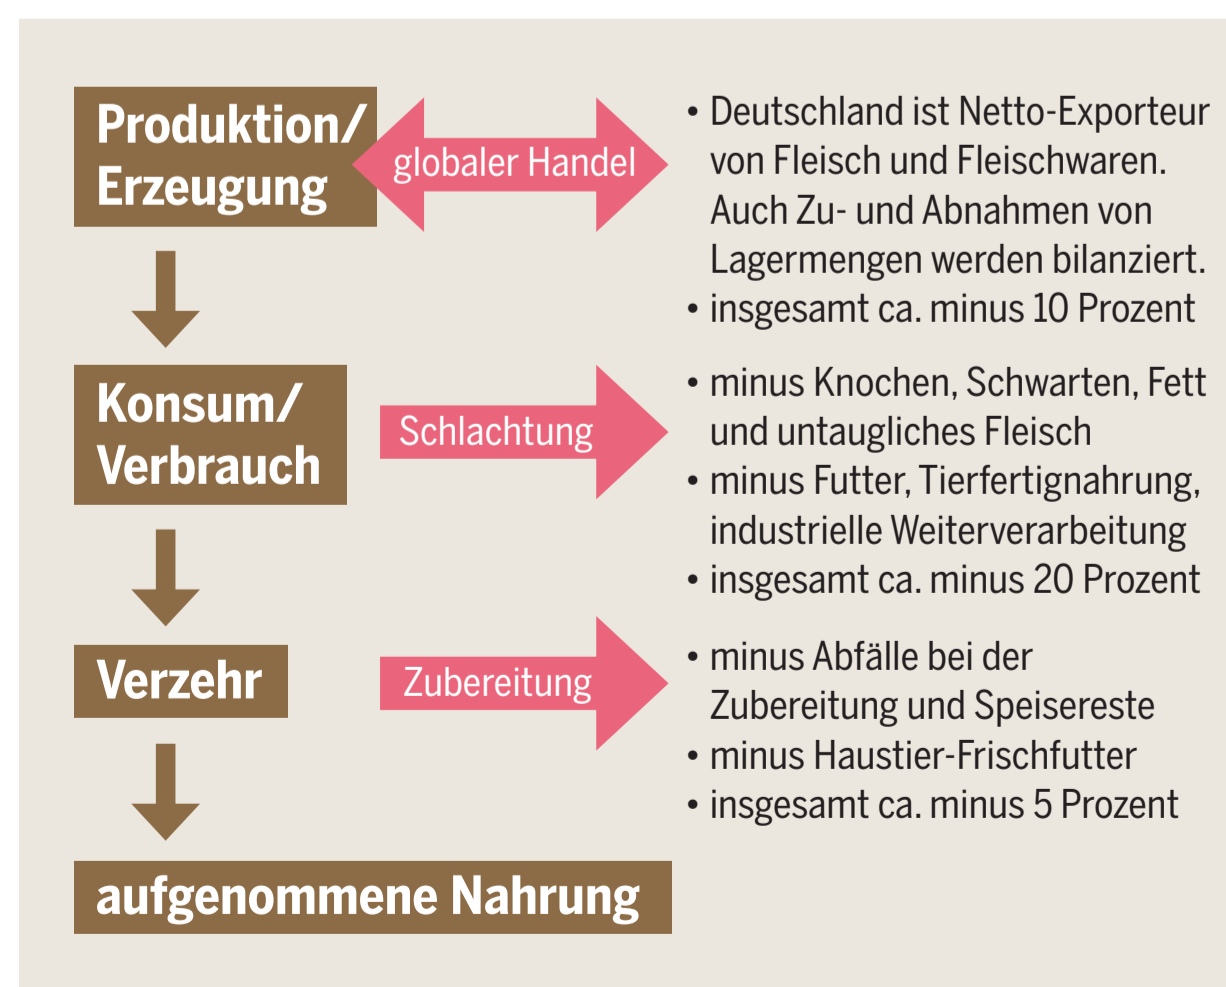 Produktion/
Erzeugung
globaler Handel
• Deutschland ist Netto-Exporteur
von Fleisch und Fleischwaren.
Auch Zu- und Abnahmen von
Lagermengen werden bilanziert.
• insgesamt ca. minus 10 Prozent
Konsum/
Verbrauch
Schlachtung
• minus Knochen, Schwarten, Fett
und untaugliches Fleisch
• minus Futter, Tierfertignahrung,
industrielle Weiterverarbeitung
• insgesamt ca. minus 20 Prozent
Verzehr
Zubereitung
• minus Abfälle bei der
Zubereitung und Speisereste
• minus Haustier-Frischfutter
• insgesamt ca. minus 5 Prozent
aufgenommene Nahrung